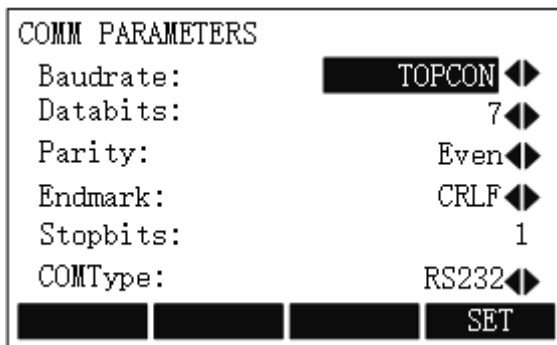 COMM PARAMETERS
Baudrate: TOPCON
Databits: 7
Parity: Even
Endmark: CRLF
Stopbits: 1
COMType: RS232
SET